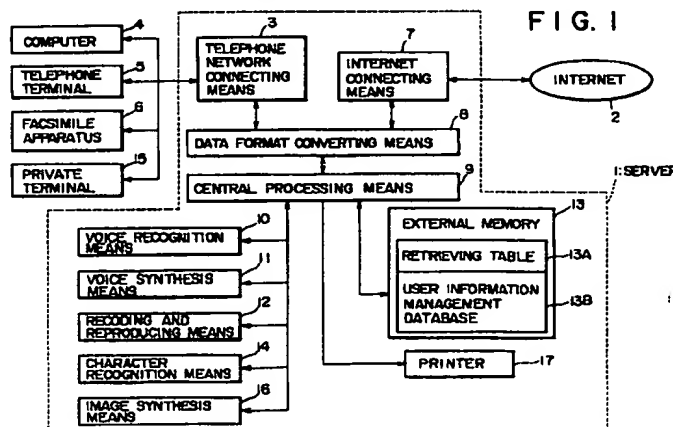 FIG. 1
4
COMPUTER
5
TELEPHONE
TERMINAL
6
FACSIMILE
APPARATUS
15
PRIVATE
TERMINAL
3
TELEPHONE
NETWORK
CONNECTING
MEANS
7
INTERNET
CONNECTING
MEANS
INTERNET
2
8
DATA FORMAT CONVERTING MEANS
9
CENTRAL PROCESSING MEANS
1:SERVER
10
VOICE RECOGNITION
MEANS
11
VOICE SYNTHESIS
MEANS
12
RECODING AND
REPRODUCING MEANS
14
CHARACTER
RECOGNITION MEANS
16
IMAGE SYNTHESIS
MEANS
13
EXTERNAL MEMORY
RETRIEVING TABLE
13A
USER INFORMATION
MANAGEMENT
DATABASE
13B
PRINTER
17